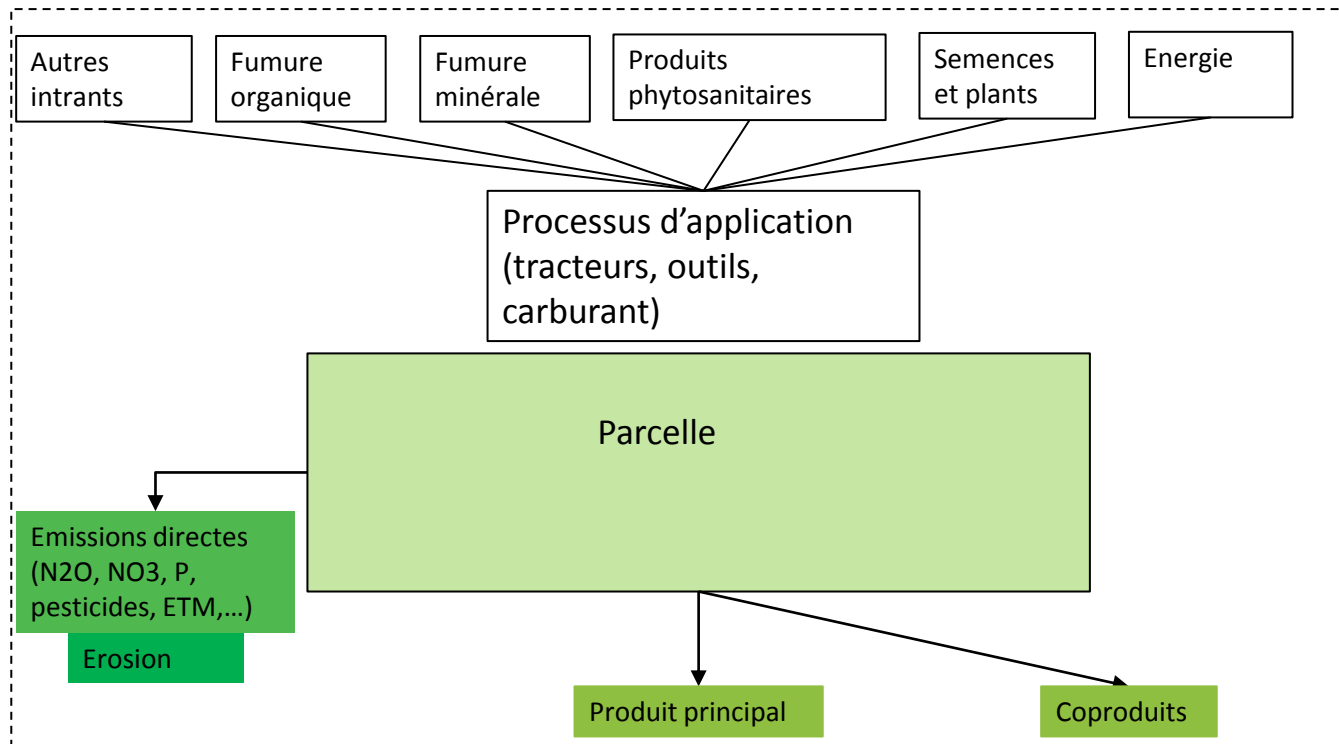 Autres
intrants
Fumure
organique
Fumure
minérale
Produits
phytosanitaires
Semences
et plants
Energie
Processus d’application
(tracteurs, outils,
carburant)
Parcelle
Emissions directes
(N2O, NO3, P,
pesticides, ETM,…)
Erosion
Produit principal
Coproduits